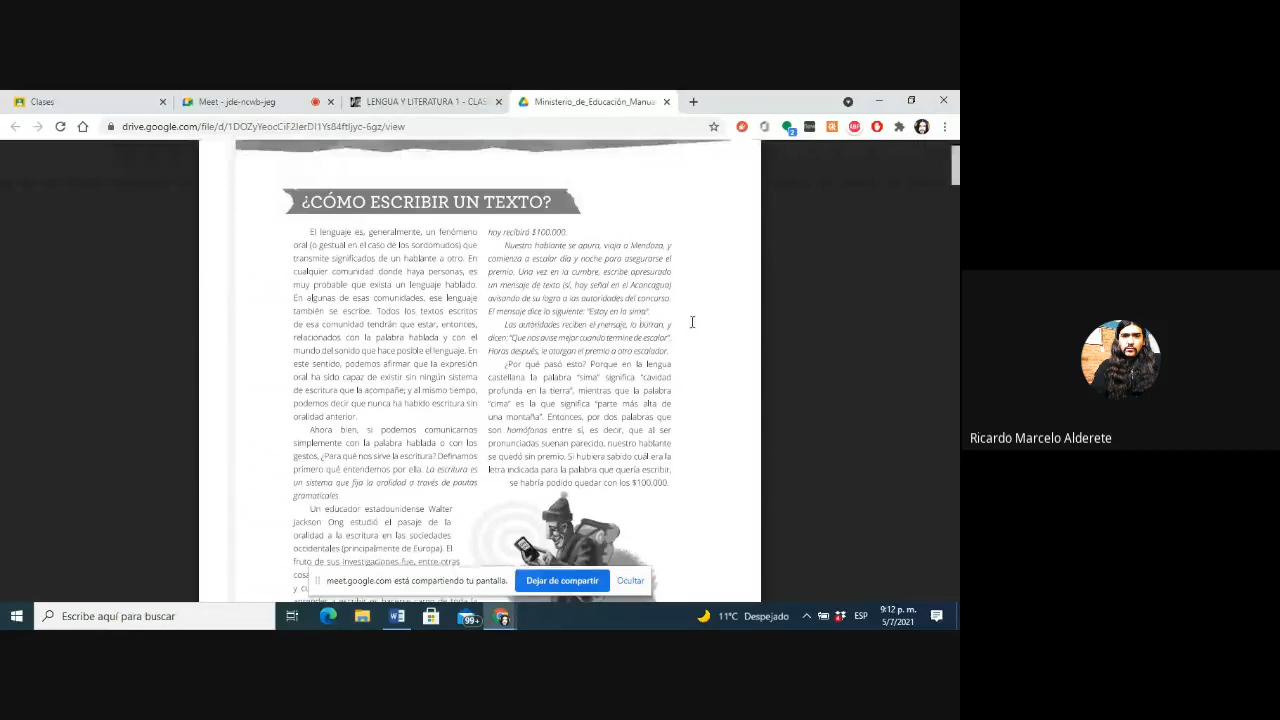 Clases
Meet - jde-ncwb-jeg
LENGUA Y LITERATURA 1 - CLAS
Ministerio_de_Educación_Manua
drive.google.com/file/d/1DOZyYeocCiF2IerDI1Ys84ftljyc-6gz/view
¿CÓMO ESCRIBIR UN TEXTO?
El lenguaje es, generalmente, un fenómeno
oral (o gestual en el caso de los sordomudos) que
transmite significados de un hablante a otro. En
cualquier comunidad donde haya personas, es
muy probable que exista un lenguaje hablado.
En algunas de esas comunidades, ese lenguaje
también se escribe. Todos los textos escritos
de esa comunidad tendrán que estar, entonces,
relacionados con la palabra hablada y con el
mundo del sonido que hace posible el lenguaje. En
este sentido, podemos afirmar que la expresión
oral ha sido capaz de existir sin ningún sistema
de escritura que la acompañe; y al mismo tiempo,
podemos decir que nunca ha habido escritura sin
oralidad anterior.
Ahora bien, si podemos comunicarnos
simplemente con la palabra hablada o con los
gestos, ¿Para qué nos sirve la escritura? Definamos
primero qué entendemos por ella. La escritura es
un sistema que fija la oralidad a través de pautas
gramaticales
Un educador estadounidense Walter
Jackson Ong estudió el pasaje de la
oralidad a la escritura en las sociedades
occidentales (principalmente de Europa). El
fruto de sus investigaciones fue, entre otras
cosa
y cu
hoy recibirá $100.000.
Nuestro hablante se apura, viaja a Mendoza, y
comienza a escalar día y noche para asegurarse el
premio. Una vez en la cumbre, escribe apresurado
un mensaje de texto (sí, hay señal en el Aconcagua)
avisando de su logro a las autoridades del concurso.
El mensaje dice lo siguiente: "Estoy en la sima".
Las autoridades reciben el mensaje, lo borran, y
dicen: "Que nos avise mejor cuando termine de escalar".
Horas después, le otorgan el premio a otro escalador.
¿Por qué pasó esto? Porque en la lengua
castellana la palabra "sima" significa "cavidad
profunda en la tierra", mientras que la palabra
"cima" es la que significa "parte más alta de
una montaña". Entonces, por dos palabras que
son homófonas entre sí, es decir, que al ser
pronunciadas suenan parecido, nuestro hablante
se quedó sin premio. Si hubiera sabido cuál era la
letra indicada para la palabra que quería escribir,
se habría podido quedar con los $100.000.
meet.google.com está compartiendo tu pantalla.
Dejar de compartir
Ocultar
Escribe aquí para buscar
99+
11°C Despejado
ESP
9:12 p. m.
5/7/2021
Ricardo Marcelo Alderete